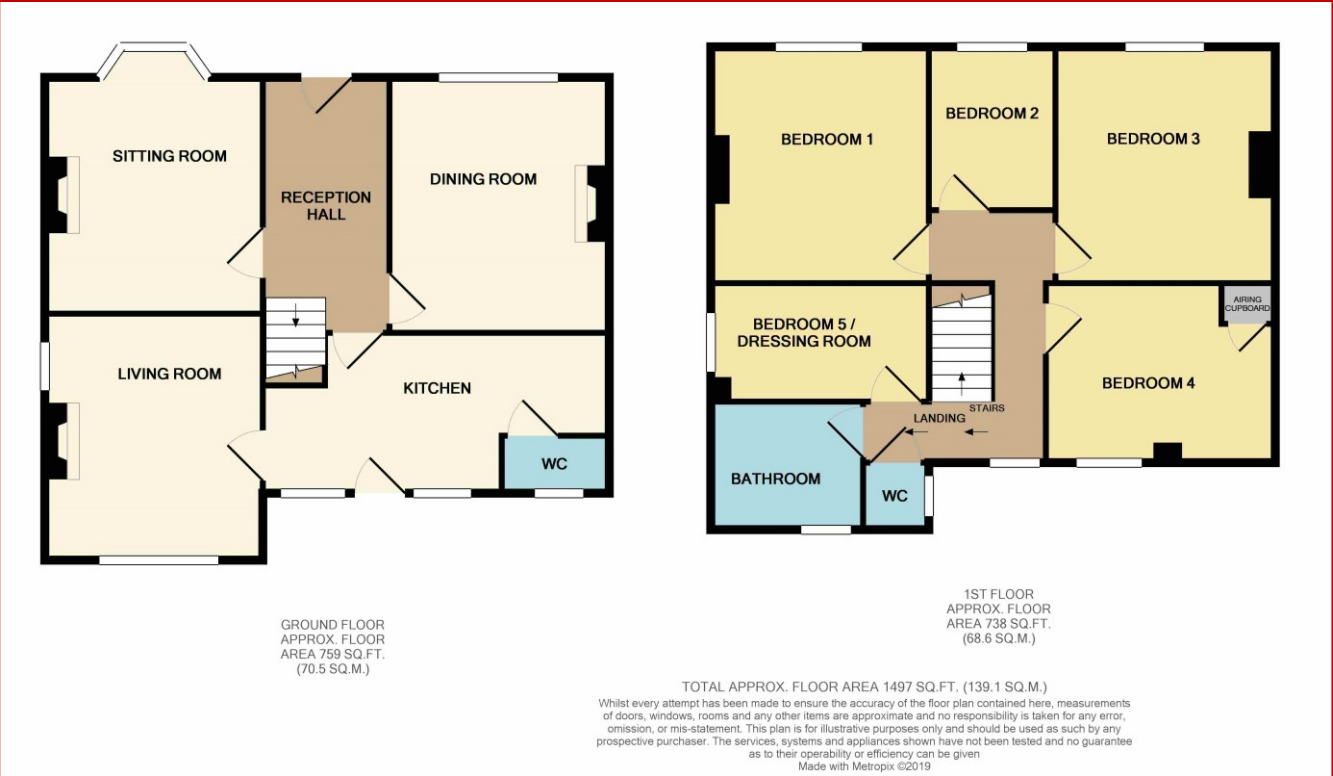 SITTING ROOM
RECEPTION
HALL
DINING ROOM
LIVING ROOM
KITCHEN
WC
GROUND FLOOR
APPROX. FLOOR
AREA 759 SQ.FT.
(70.5 SQ.M.)
BEDROOM 1
BEDROOM 2
BEDROOM 3
BEDROOM 5 /
DRESSING ROOM
AIRING
CUPBOARD
BEDROOM 4
STAIRS
LANDING
BATHROOM
WC
1ST FLOOR
APPROX. FLOOR
AREA 738 SQ.FT.
(68.6 SQ.M.)
TOTAL APPROX. FLOOR AREA 1497 SQ.FT. (139.1 SQ.M.)
Whilst every attempt has been made to ensure the accuracy of the floor plan contained here, measurements
of doors, windows, rooms and any other items are approximate and no responsibility is taken for any error,
omission, or mis-statement. This plan is for illustrative purposes only and should be used as such by any
prospective purchaser. The services, systems and appliances shown have not been tested and no guarantee
as to their operability or efficiency can be given
Made with Metropix ©2019